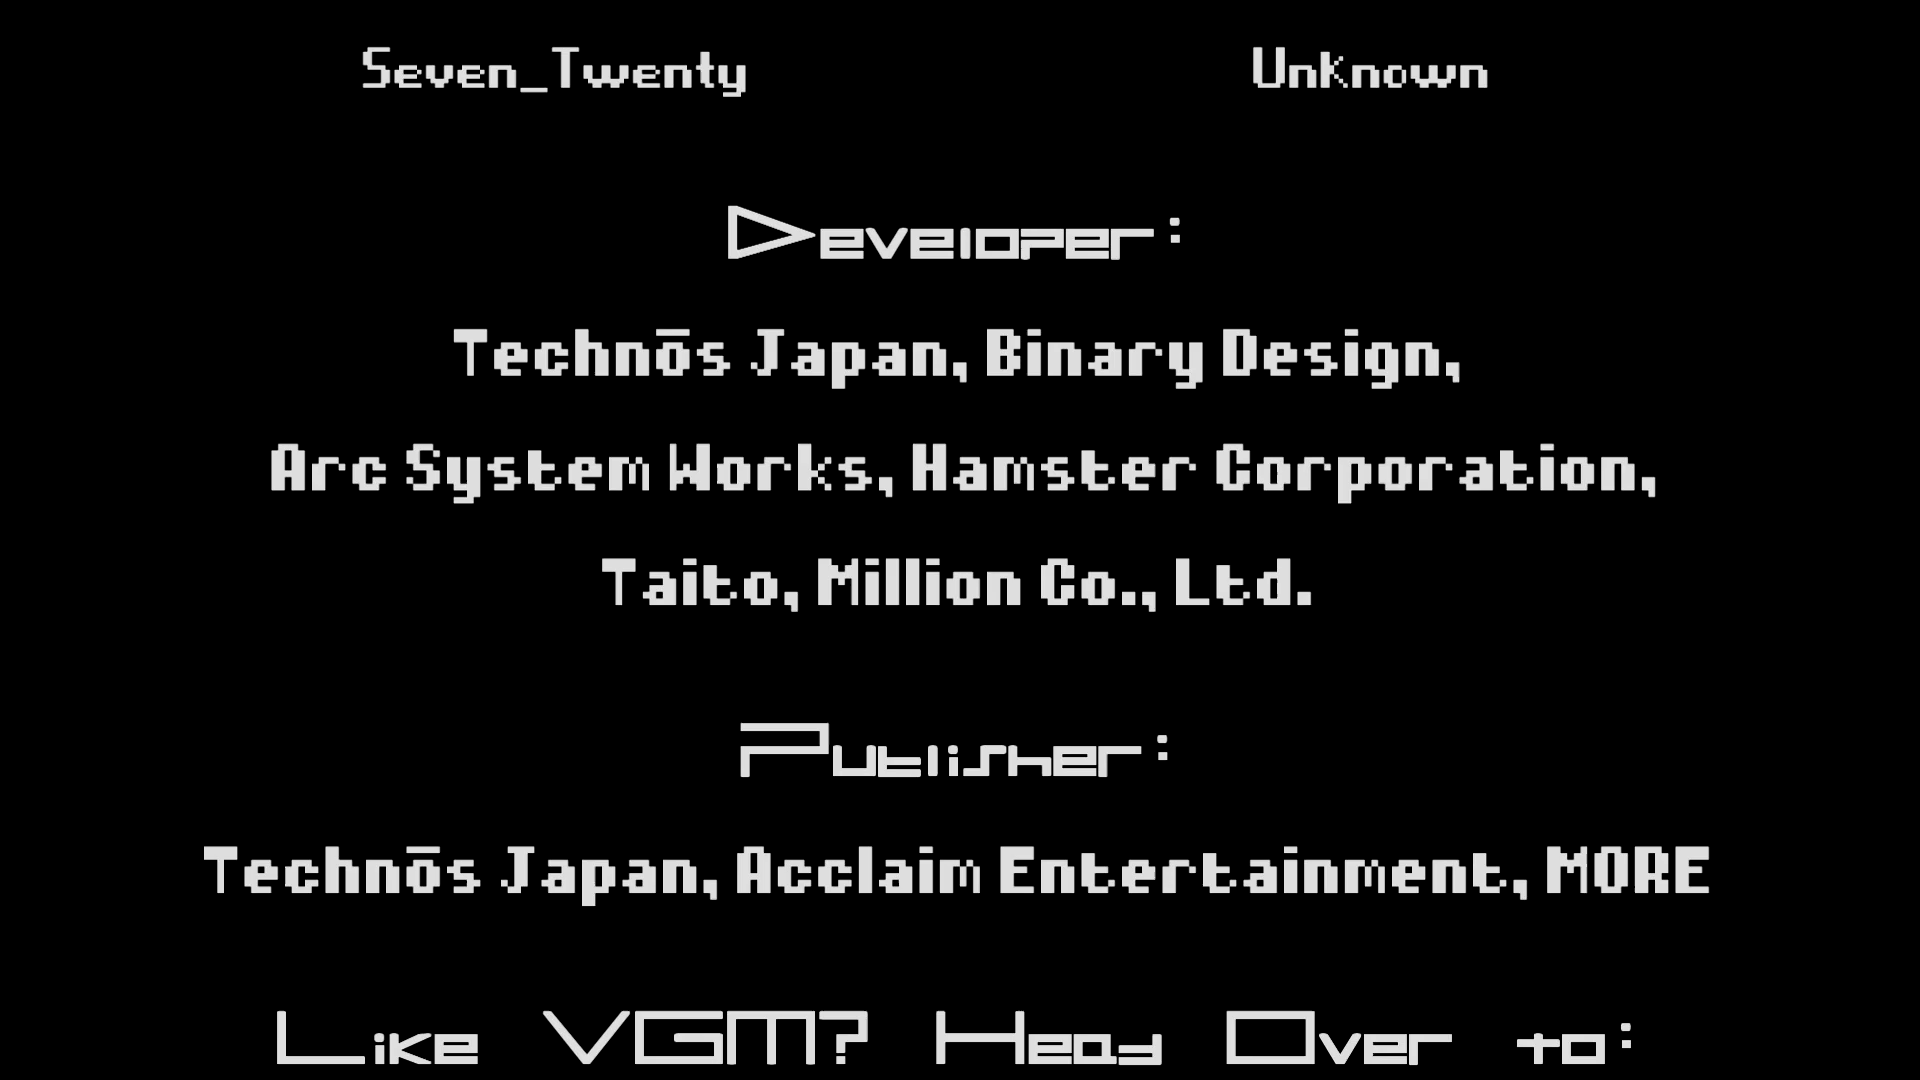 Seven_Twenty Unknown
Developer:
Technōs Japan, Binary Design,
Arc System Works, Hamster Corporation,
Taito, Million Co., Ltd.
Publisher:
Technōs Japan, Acclaim Entertainment, MORE
Like VGM? Head Over to: